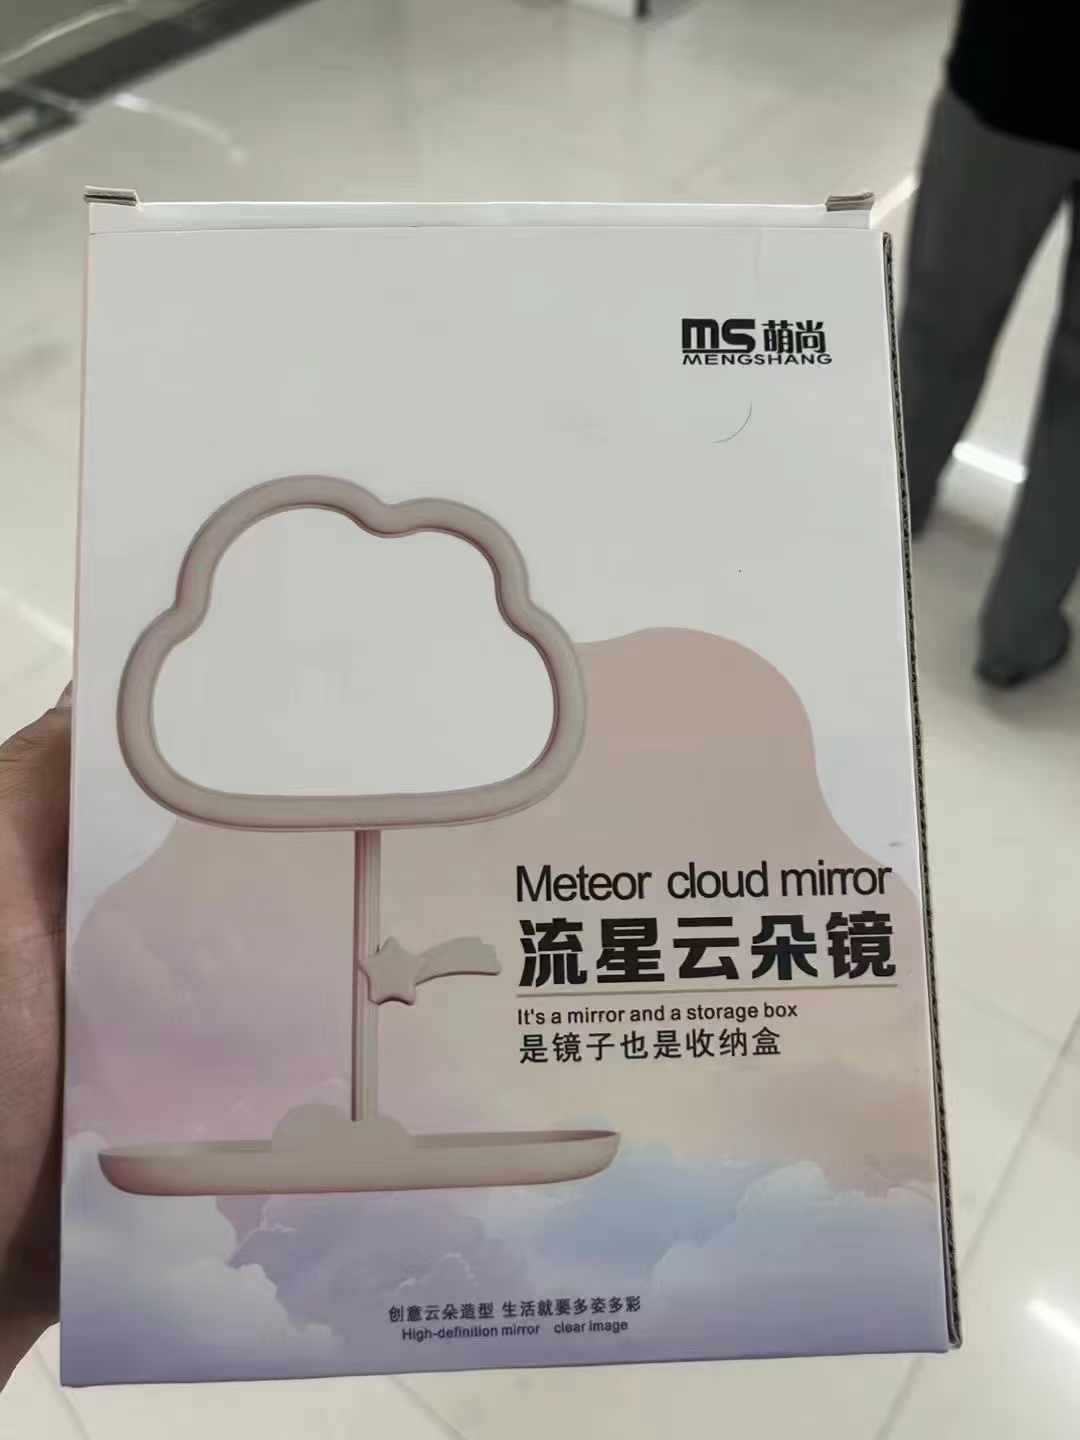 ms 萌尚
MENGSHANG
Meteor cloud mirror
流星云朵镜
It's a mirror and a storage box
是镜子也是收纳盒
创意云朵造型 生活就要多姿多彩
High-definition mirror clear image